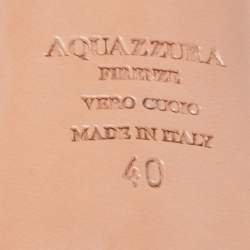 AQUAZZURA
FIRENZE
VERO CUOIO
MADE IN ITALY
40